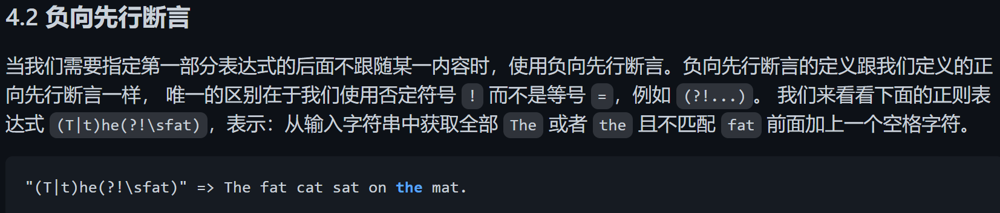 4.2 负向先行断言
当我们需要指定第一部分表达式的后面不跟随某一内容时，使用负向先行断言。负向先行断言的定义跟我们定义的正
向先行断言一样， 唯一的区别在于我们使用否定符号 ! 而不是等号 =，例如 (?!...)。 我们来看看下面的正则表
达式 (T|t)he(?!\sfat)，表示：从输入字符串中获取全部 The 或者 the 且不匹配 fat 前面加上一个空格字符。
"(T|t)he(?!\sfat)" => The fat cat sat on the mat.